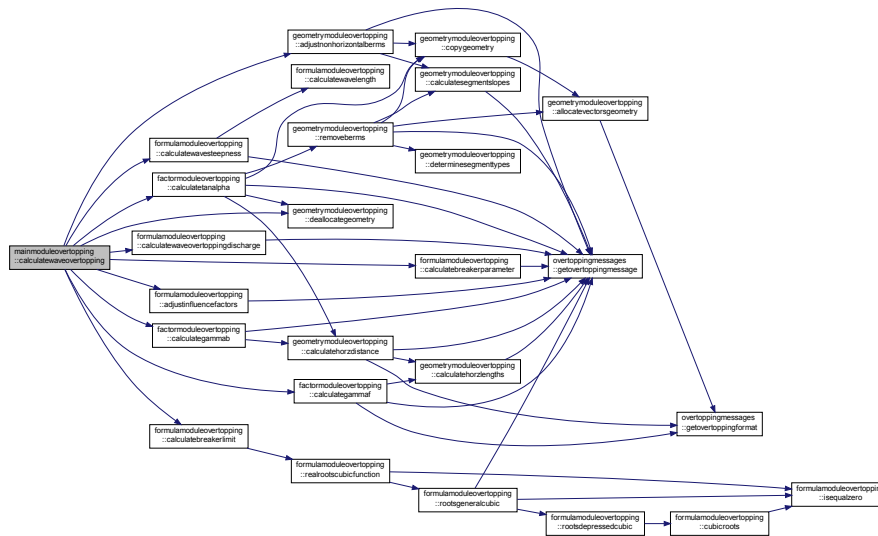 geometrymoduleovertopping
::adjustnonhorizontalberms
geometrymoduleovertopping
::copygeometry
formulamoduleovertopping
::calculatewavelength
geometrymoduleovertopping
::calculatesegmentslopes
geometrymoduleovertopping
::allocatevectorsgeometry
geometrymoduleovertopping
::removeberms
formulamoduleovertopping
::calculatewavesteepness
geometrymoduleovertopping
::determinesegmenttypes
factormoduleovertopping
::calculatetanalpha
geometrymoduleovertopping
::deallocategeometry
mainmoduleovertopping
::calculatewaveovertopping
formulamoduleovertopping
::calculatewaveovertoppingdischarge
formulamoduleovertopping
::calculatebreakerparameter
overtoppingmessages
::getovertoppingmessage
formulamoduleovertopping
::adjustinfluencefactors
factormoduleovertopping
::calculategammab
geometrymoduleovertopping
::calculatehorzdistance
geometrymoduleovertopping
::calculatehorzlengths
factormoduleovertopping
::calculategammaf
overtoppingmessages
::getovertoppingformat
formulamoduleovertopping
::calculatebreakerlimit
formulamoduleovertopping
::realrootscubicfunction
formulamoduleovertopping
::rootsgeneralcubic
formulamoduleovertopping
::isequalzero
formulamoduleovertopping
::rootsdepressedcubic
formulamoduleovertopping
::cubicroots